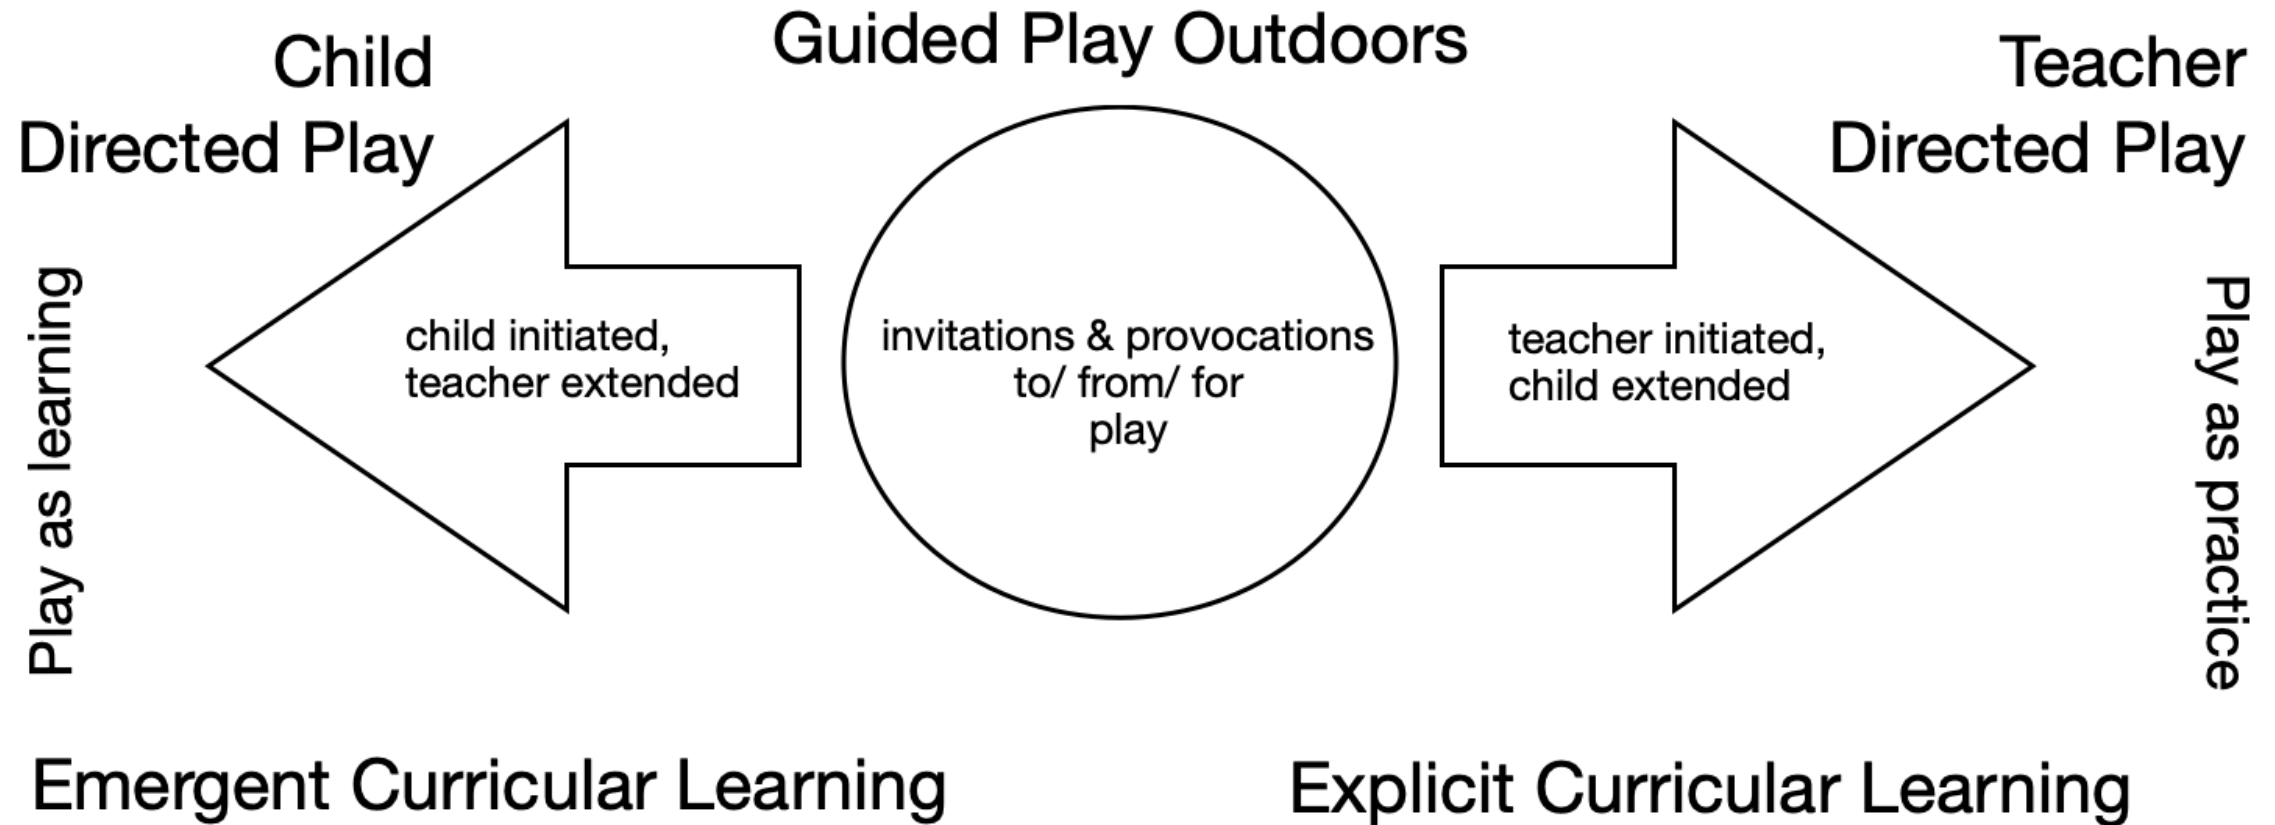 Guided Play Outdoors
Child
Directed Play
Teacher
Directed Play
Play as learning
child initiated,
teacher extended
invitations & provocations
to/ from/ for
play
teacher initiated,
child extended
Play as practice
Emergent Curricular Learning
Explicit Curricular Learning